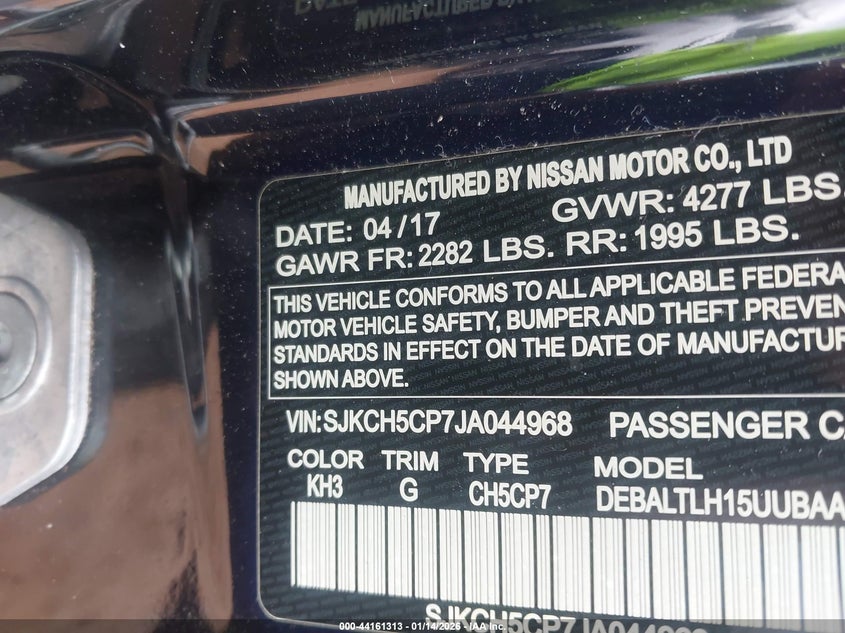 MANUFACTURED BY NISSAN MOTOR CO., LTD
DATE: 04/17 GVWR: 4277 LBS.
GAWR FR: 2282 LBS. RR: 1995 LBS.
THIS VEHICLE CONFORMS TO ALL APPLICABLE FEDERA
MOTOR VEHICLE SAFETY, BUMPER AND THEFT PREVEN
STANDARDS IN EFFECT ON THE DATE OF MANUFACTUR
SHOWN ABOVE.
VIN:SJKCH5CP7JA044968 PASSENGER CA
COLOR TRIM TYPE MODEL
KH3 G CH5CP7 DEBALTLH15UUBAA
SJKCH5CP7JA044968
000-44161313 - 01/14/2026 - IAA Inc.